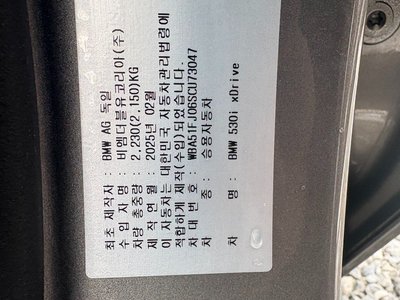 최초 제작자 : BMW AG 독일
수 입 자 명 : 비엠더블유코리아(주)
차량 총중량 : 2,230(2,150)KG
제 작 연 월 : 2025년 02월
이 자동차는 대한민국 자동차관리법령에
적합하게 제작(수입)되었습니다.
차 대 번 호 : WBA51FJ06SCU73047
차 종 : 승용자동차
차 명 : BMW 530i xDrive